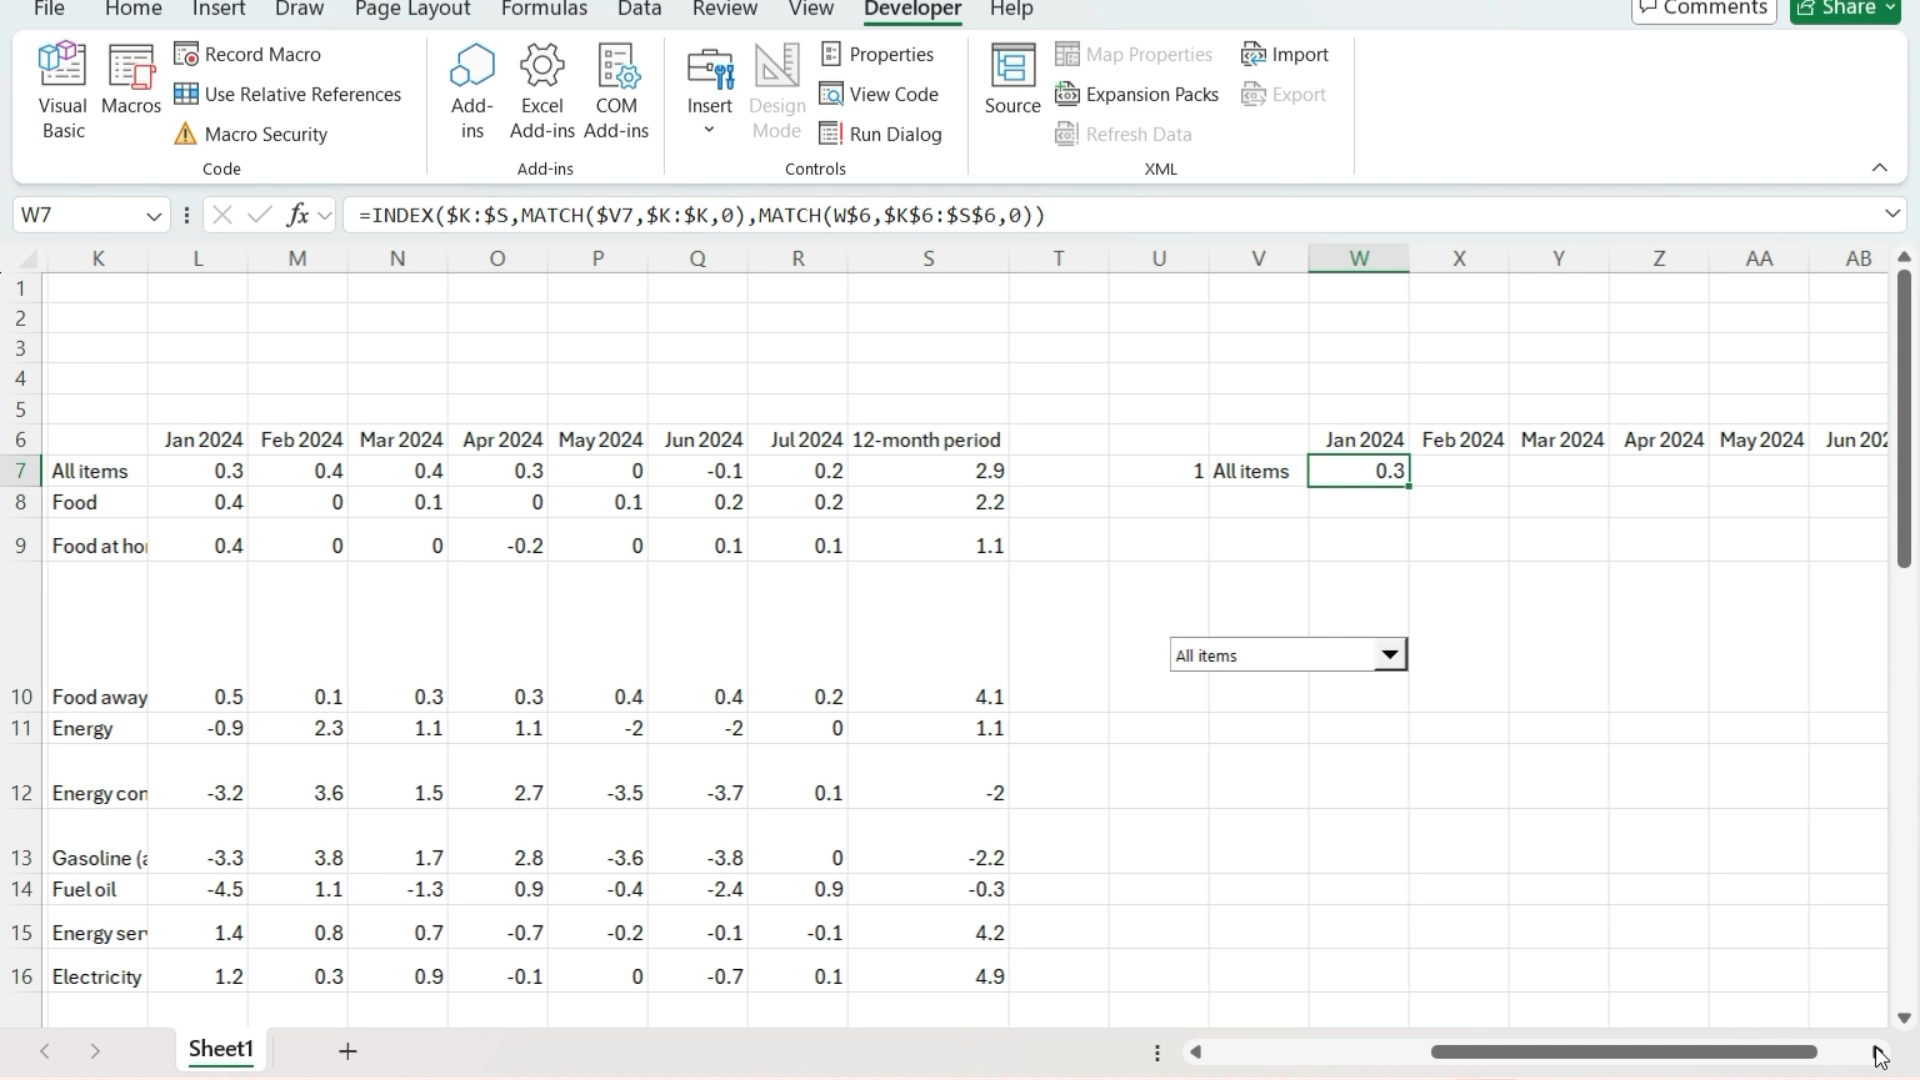 File Home Insert Draw Page Layout Formulas Data Review View Developer Help Comments Share
Visual Basic
Macros
Record Macro
Use Relative References
Macro Security
Code
Add-ins
Excel Add-ins
COM Add-ins
Add-ins
Insert
Design Mode
Properties
View Code
Run Dialog
Controls
Source
Map Properties
Expansion Packs
Refresh Data
Import
Export
XML
W7 fx =INDEX($K:$S,MATCH($V7,$K:$K,0),MATCH(W$6,$K$6:$S$6,0))
K L M N O P Q R S T U V W X Y Z AA AB
1
2
3
4
5
6 Jan 2024 Feb 2024 Mar 2024 Apr 2024 May 2024 Jun 2024 Jul 2024 12-month period Jan 2024 Feb 2024 Mar 2024 Apr 2024 May 2024 Jun 202
7 All items 0.3 0.4 0.4 0.3 0 -0.1 0.2 2.9 1 All items 0.3
8 Food 0.4 0 0.1 0 0.1 0.2 0.2 2.2
9 Food at ho 0.4 0 0 -0.2 0 0.1 0.1 1.1
All items
10 Food away 0.5 0.1 0.3 0.3 0.4 0.4 0.2 4.1
11 Energy -0.9 2.3 1.1 1.1 -2 -2 0 1.1
12 Energy con -3.2 3.6 1.5 2.7 -3.5 -3.7 0.1 -2
13 Gasoline (a -3.3 3.8 1.7 2.8 -3.6 -3.8 0 -2.2
14 Fuel oil -4.5 1.1 -1.3 0.9 -0.4 -2.4 0.9 -0.3
15 Energy ser 1.4 0.8 0.7 -0.7 -0.2 -0.1 -0.1 4.2
16 Electricity 1.2 0.3 0.9 -0.1 0 -0.7 0.1 4.9
Sheet1